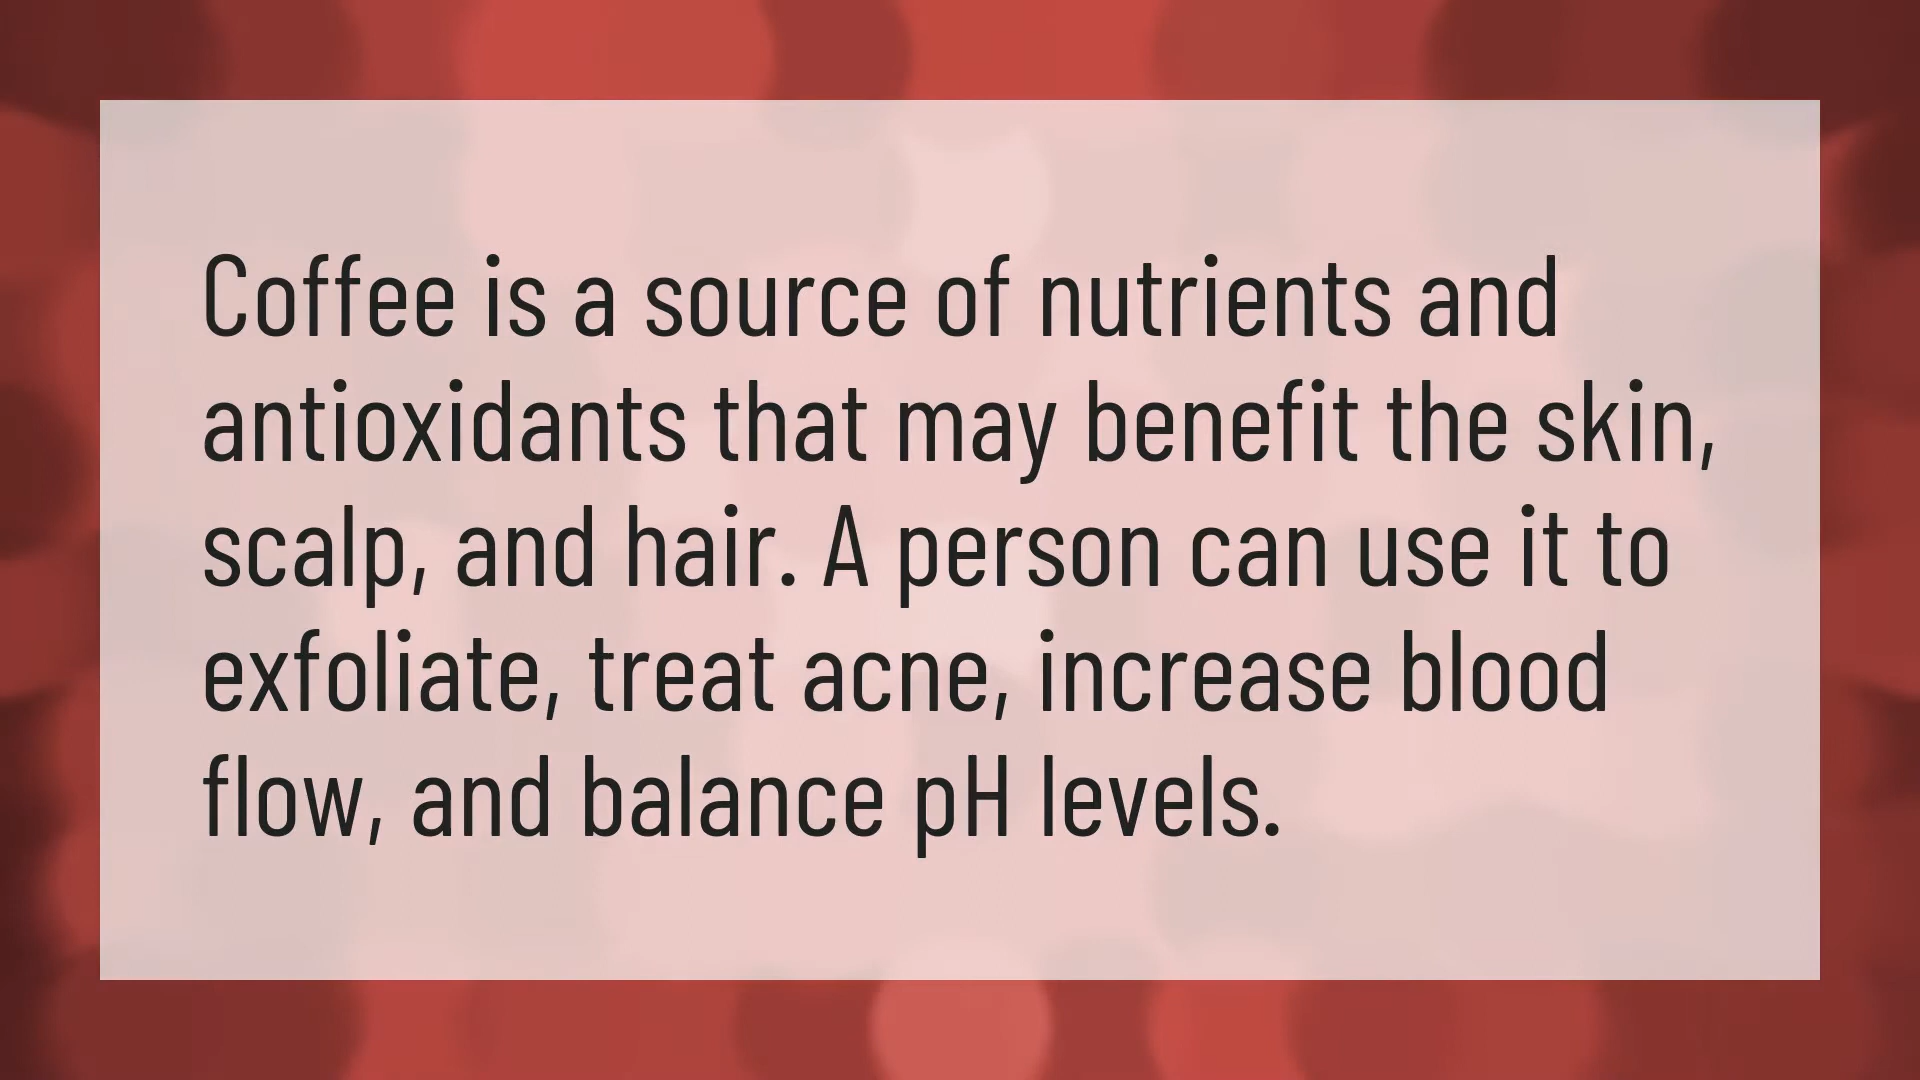 Coffee is a source of nutrients and
antioxidants that may benefit the skin,
scalp, and hair. A person can use it to
exfoliate, treat acne, increase blood
flow, and balance pH levels.